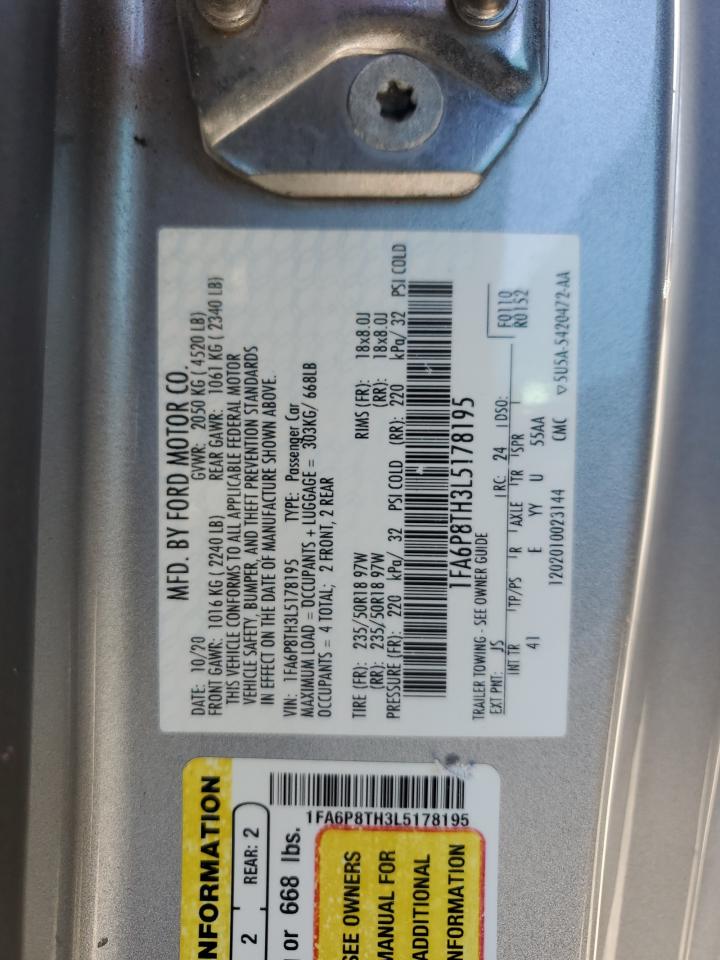 MFD. BY FORD MOTOR CO.
DATE: 10/20 GVWR: 2050 KG ( 4520 LB)
FRONT GAWR: 1016 KG ( 2240 LB) REAR GAWR: 1061 KG ( 2340 LB)
THIS VEHICLE CONFORMS TO ALL APPLICABLE FEDERAL MOTOR
VEHICLE SAFETY, BUMPER, AND THEFT PREVENTION STANDARDS
IN EFFECT ON THE DATE OF MANUFACTURE SHOWN ABOVE.
VIN: 1FA6P8TH3L5178195 TYPE: Passenger Car
MAXIMUM LOAD = OCCUPANTS + LUGGAGE = 303KG/ 668LB
OCCUPANTS = 4 TOTAL; 2 FRONT, 2 REAR
TIRE (FR): 235/50R18 97W RIMS (FR): 18x8.0J
(RR): 235/50R18 97W (RR): 18x8.0J
PRESSURE (FR): 220 kPa/ 32 PSI COLD (RR): 220 kPa/ 32 PSI COLD
1FA6P8TH3L5178195
TRAILER TOWING - SEE OWNER GUIDE
F0110
R0152
EXT PNT: JS RC: 24 DSO:
INT TR TP/PS R AXLE TR SPR
41 E YY U 55AA
1202010023144 CMC ▽5U5A-5420472-AA
NFORMATION
2 REAR: 2
or 668 lbs.
1FA6P8TH3L5178195
SEE OWNERS
MANUAL FOR
ADDITIONAL
NFORMATION